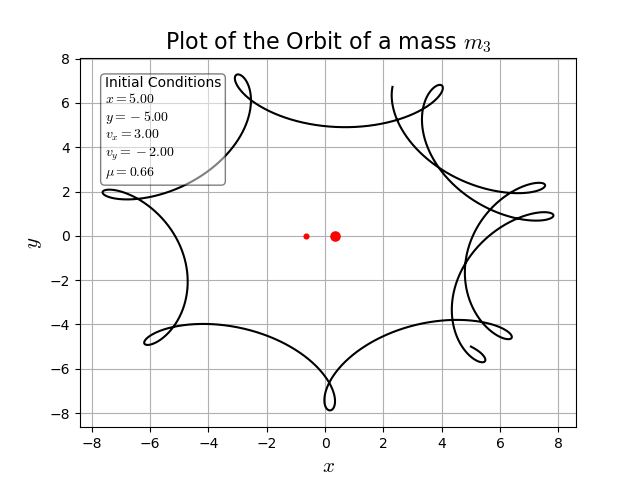 Plot of the Orbit of a mass m₃
Initial Conditions
x = 5.00
y = −5.00
vₓ = 3.00
v_y = −2.00
μ = 0.66
8
6
4
2
0
−2
−4
−6
−8
y
−8 −6 −4 −2 0 2 4 6 8
x